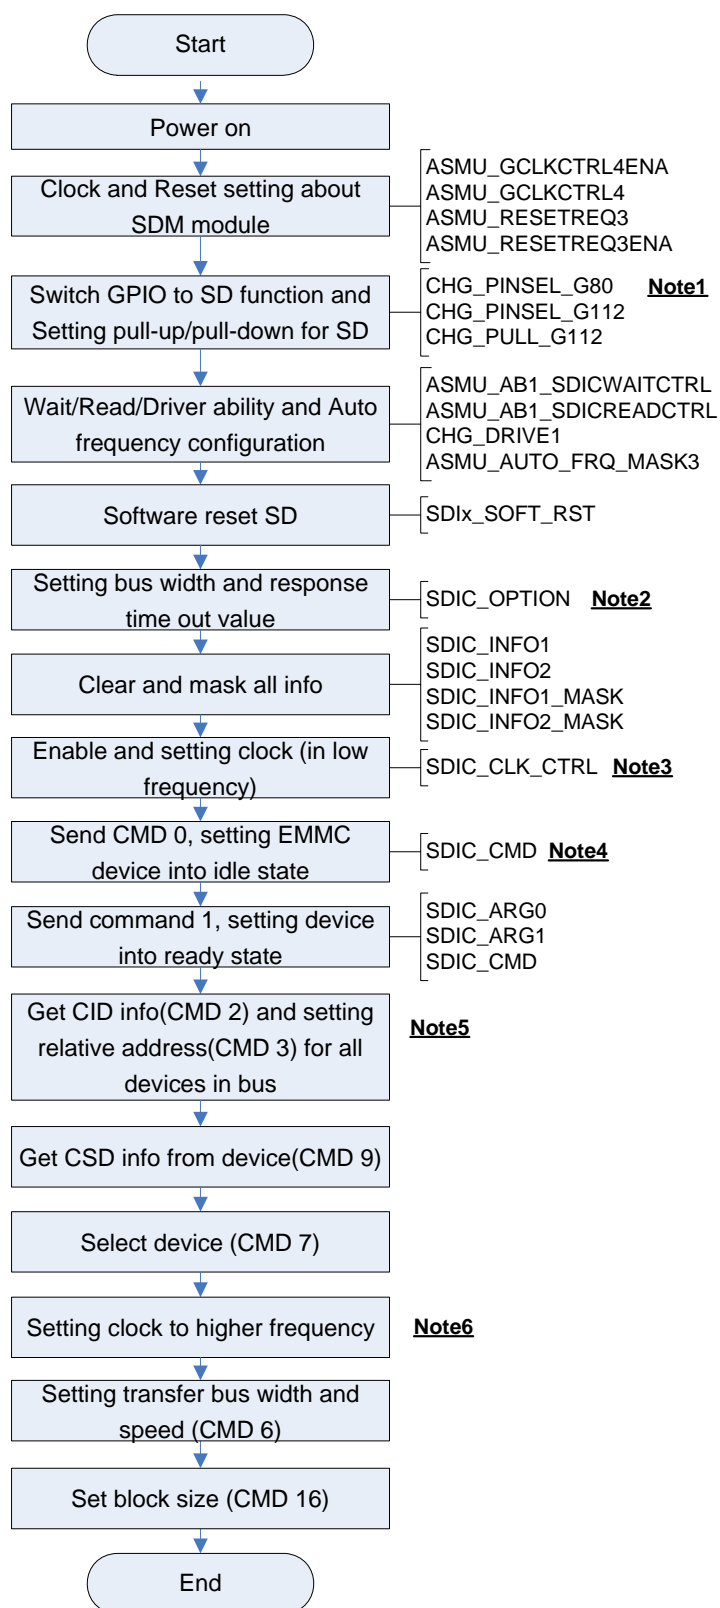 Start
Power on
Clock and Reset setting about
SDM module
ASMU_GCLKCTRL4ENA
ASMU_GCLKCTRL4
ASMU_RESETREQ3
ASMU_RESETREQ3ENA
Switch GPIO to SD function and
Setting pull-up/pull-down for SD
CHG_PINSEL_G80 Note1
CHG_PINSEL_G112
CHG_PULL_G112
Wait/Read/Driver ability and Auto
frequency configuration
ASMU_AB1_SDICWAITCTRL
ASMU_AB1_SDICREADCTRL
CHG_DRIVE1
ASMU_AUTO_FRQ_MASK3
Software reset SD
SDIx_SOFT_RST
Setting bus width and response
time out value
SDIC_OPTION Note2
Clear and mask all info
SDIC_INFO1
SDIC_INFO2
SDIC_INFO1_MASK
SDIC_INFO2_MASK
Enable and setting clock (in low
frequency)
SDIC_CLK_CTRL Note3
Send CMD 0, setting EMMC
device into idle state
SDIC_CMD Note4
Send command 1, setting device
into ready state
SDIC_ARG0
SDIC_ARG1
SDIC_CMD
Get CID info(CMD 2) and setting
relative address(CMD 3) for all
devices in bus
Note5
Get CSD info from device(CMD 9)
Select device (CMD 7)
Setting clock to higher frequency
Note6
Setting transfer bus width and
speed (CMD 6)
Set block size (CMD 16)
End